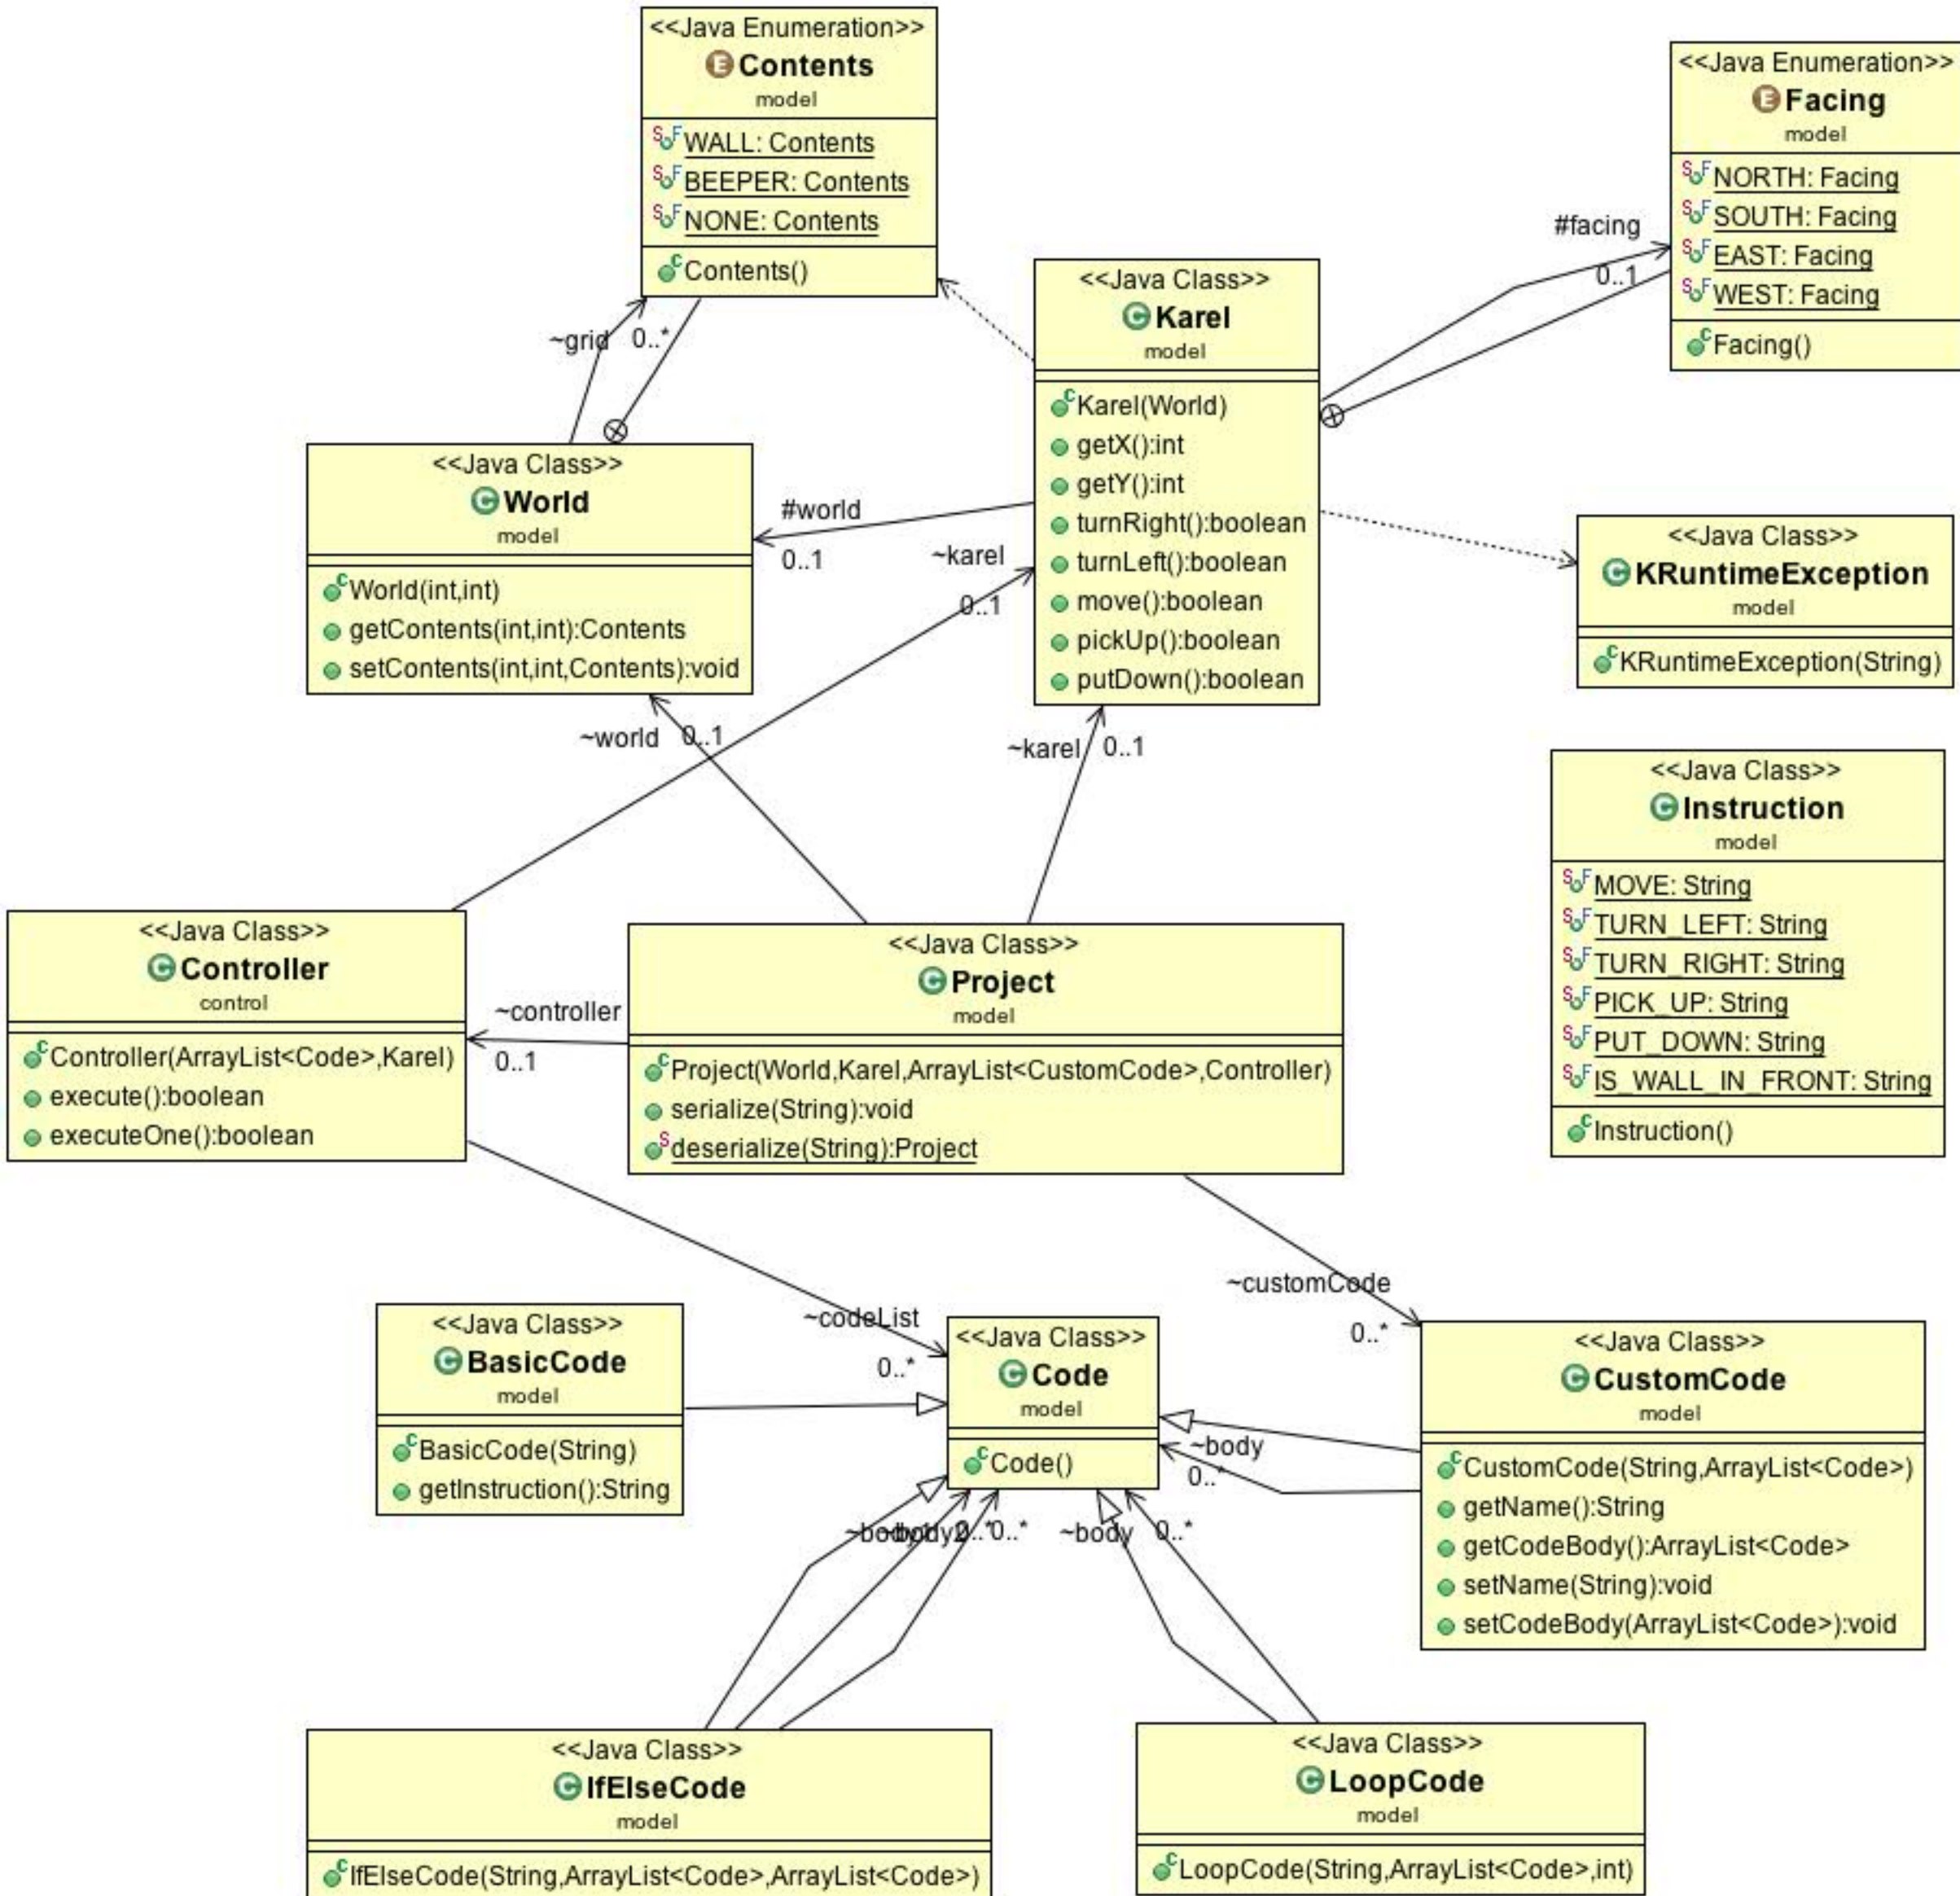 <<Java Enumeration>>
Contents
model
WALL: Contents
BEEPER: Contents
NONE: Contents
Contents()
<<Java Enumeration>>
Facing
model
NORTH: Facing
SOUTH: Facing
EAST: Facing
WEST: Facing
Facing()
#facing
0..1
~grid
0..*
<<Java Class>>
Karel
model
Karel(World)
getX():int
getY():int
turnRight():boolean
turnLeft():boolean
move():boolean
pickUp():boolean
putDown():boolean
<<Java Class>>
World
model
World(int,int)
getContents(int,int):Contents
setContents(int,int,Contents):void
#world
0..1
~karel
0..1
<<Java Class>>
KRuntimeException
model
KRuntimeException(String)
~world
0..1
~karel
0..1
<<Java Class>>
Instruction
model
MOVE: String
TURN_LEFT: String
TURN_RIGHT: String
PICK_UP: String
PUT_DOWN: String
IS_WALL_IN_FRONT: String
Instruction()
<<Java Class>>
Controller
control
Controller(ArrayList<Code>,Karel)
execute():boolean
executeOne():boolean
~controller
0..1
<<Java Class>>
Project
model
Project(World,Karel,ArrayList<CustomCode>,Controller)
serialize(String):void
deserialize(String):Project
~customCode
0..*
~codeList
0..*
<<Java Class>>
BasicCode
model
BasicCode(String)
getInstruction():String
<<Java Class>>
Code
model
Code()
<<Java Class>>
CustomCode
model
CustomCode(String,ArrayList<Code>)
getName():String
getCodeBody():ArrayList<Code>
setName(String):void
setCodeBody(ArrayList<Code>):void
~body
0..*
~body2
0..*
~body
0..*
<<Java Class>>
IfElseCode
model
IfElseCode(String,ArrayList<Code>,ArrayList<Code>)
<<Java Class>>
LoopCode
model
LoopCode(String,ArrayList<Code>,int)